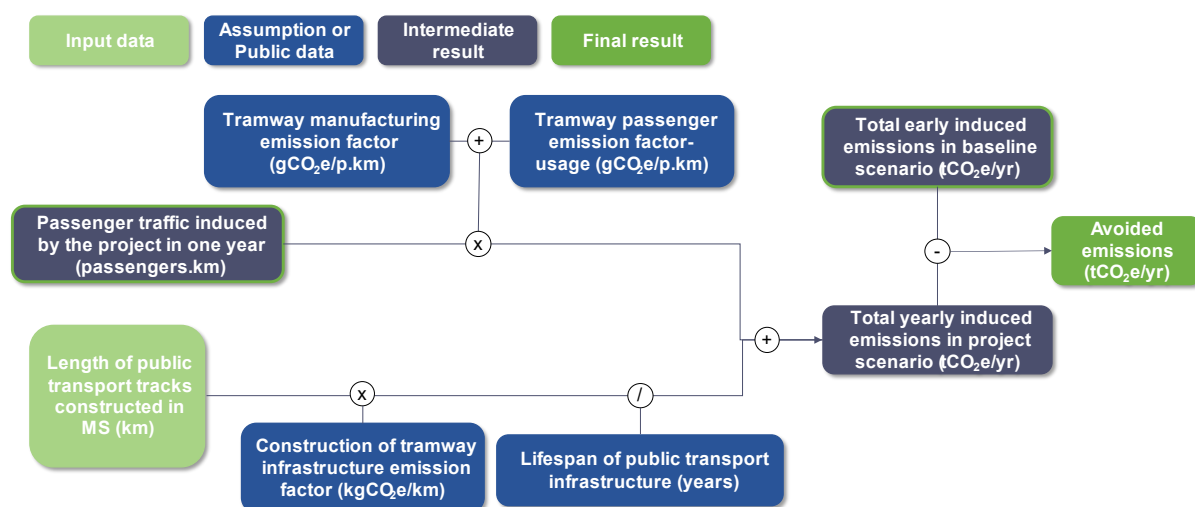 Input data
Assumption or
Public data
Intermediate
result
Final result
Tramway manufacturing
emission factor
(gCO₂e/p.km)
+
Tramway passenger
emission factor-
usage (gCO₂e/p.km)
Total early induced
emissions in baseline
scenario (tCO₂e/yr)
Passenger traffic induced
by the project in one year
(passengers.km)
x
-
Avoided
emissions
(tCO₂e/yr)
Length of public
transport tracks
constructed in
MS (km)
+
Total yearly induced
emissions in project
scenario (tCO₂e/yr)
x
/
Construction of tramway
infrastructure emission
factor (kgCO₂e/km)
Lifespan of public transport
infrastructure (years)